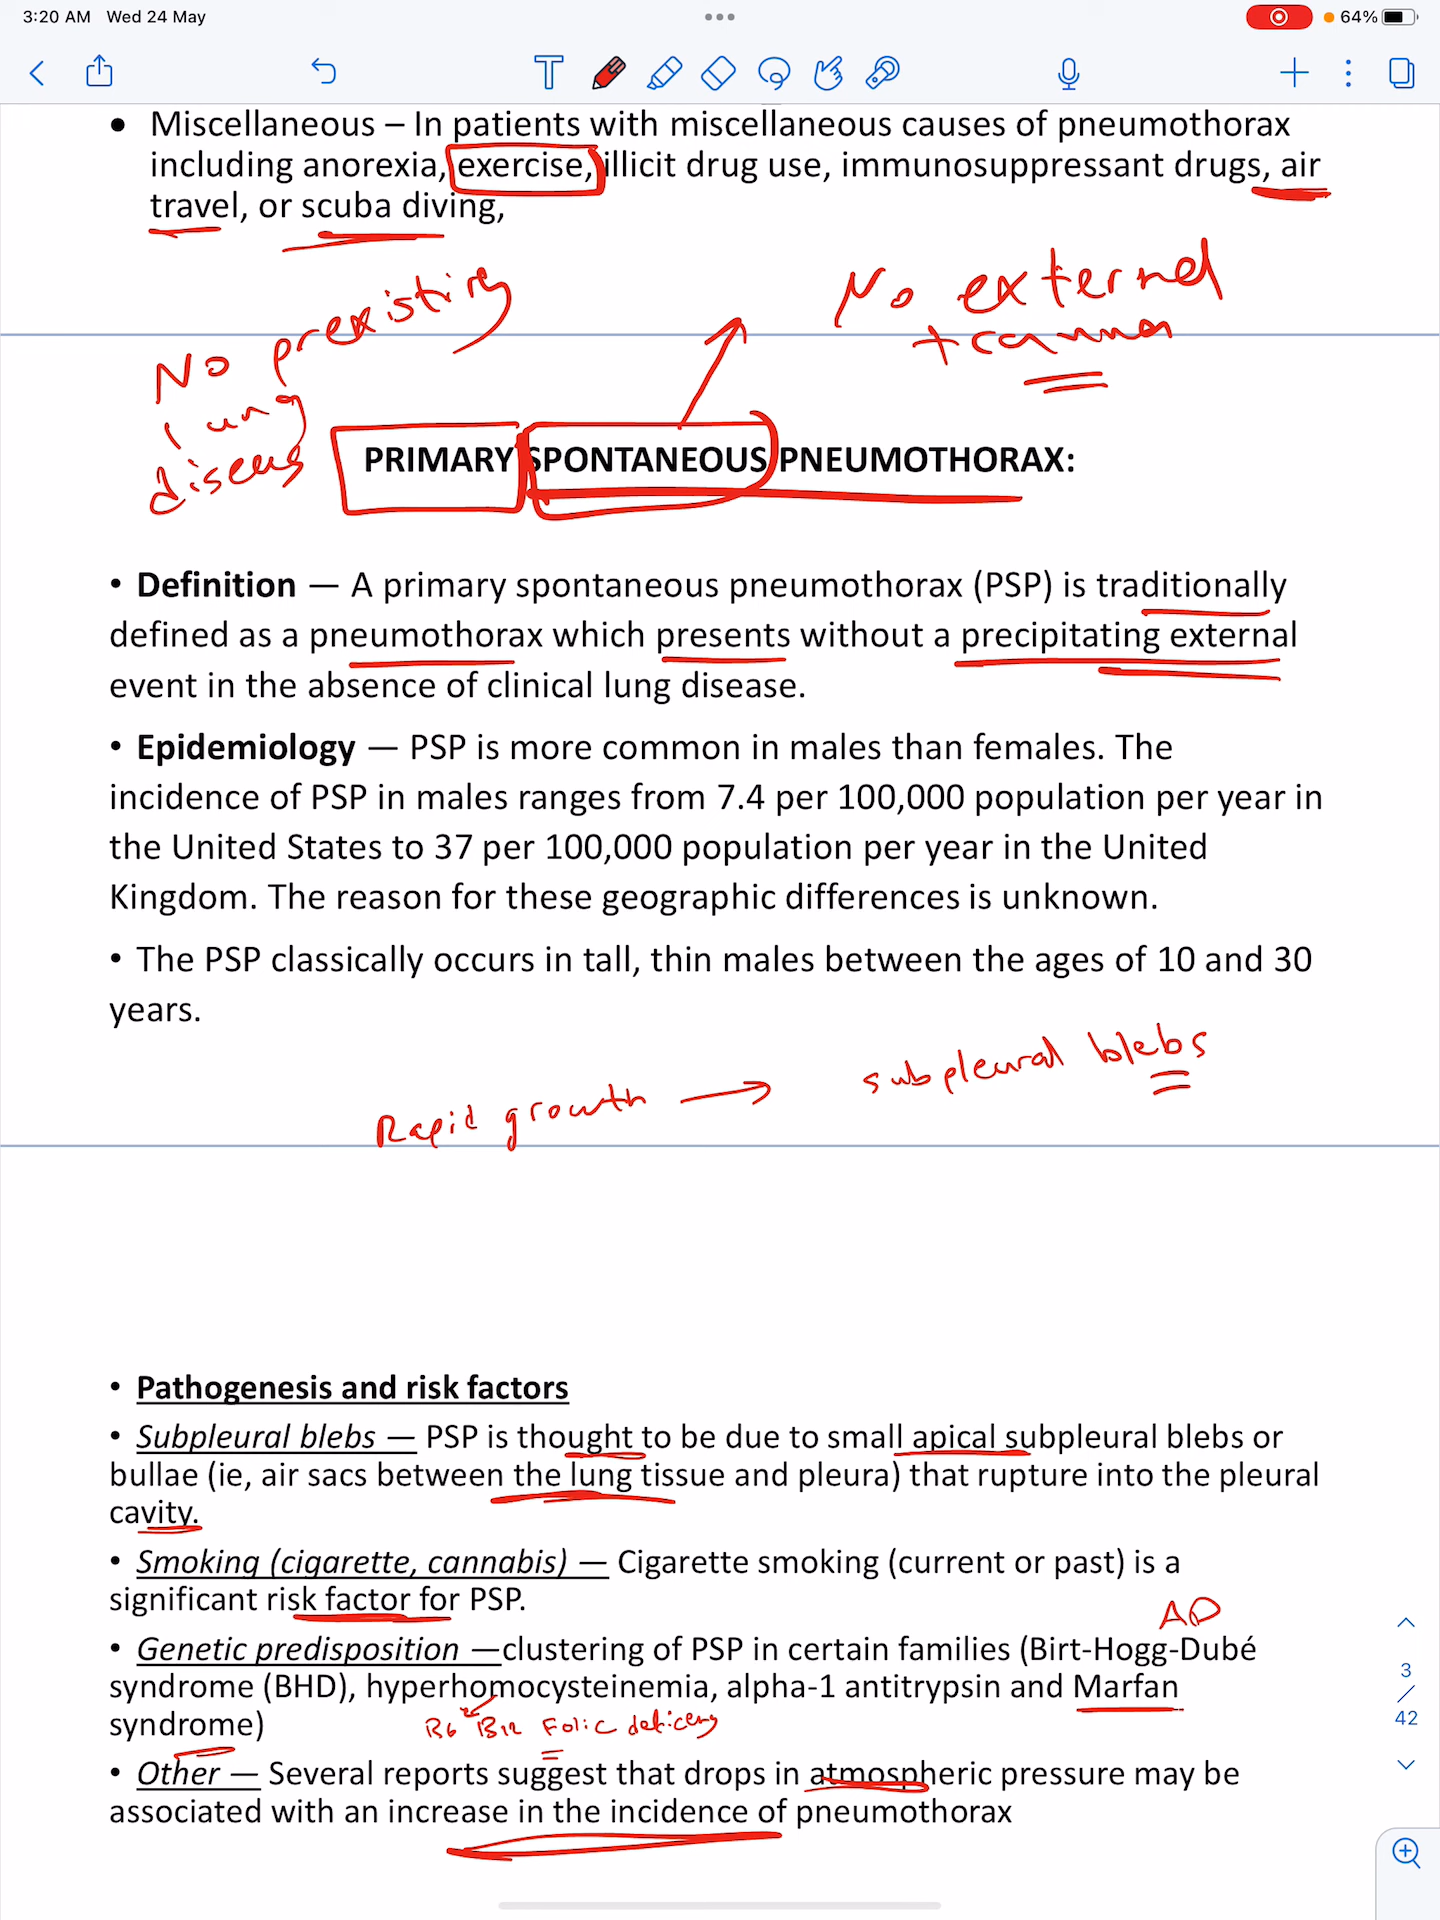 3:20 AM Wed 24 May
64%
• Miscellaneous – In patients with miscellaneous causes of pneumothorax
including anorexia, exercise, illicit drug use, immunosuppressant drugs, air
travel, or scuba diving,
No external
trauma
No prexisting
lung
diseas
PRIMARY SPONTANEOUS PNEUMOTHORAX:
• Definition — A primary spontaneous pneumothorax (PSP) is traditionally
defined as a pneumothorax which presents without a precipitating external
event in the absence of clinical lung disease.
• Epidemiology — PSP is more common in males than females. The
incidence of PSP in males ranges from 7.4 per 100,000 population per year in
the United States to 37 per 100,000 population per year in the United
Kingdom. The reason for these geographic differences is unknown.
• The PSP classically occurs in tall, thin males between the ages of 10 and 30
years.
Rapid growth → subpleural blebs
• Pathogenesis and risk factors
• Subpleural blebs — PSP is thought to be due to small apical subpleural blebs or
bullae (ie, air sacs between the lung tissue and pleura) that rupture into the pleural
cavity.
• Smoking (cigarette, cannabis) — Cigarette smoking (current or past) is a
significant risk factor for PSP.
AD
• Genetic predisposition —clustering of PSP in certain families (Birt-Hogg-Dubé
syndrome (BHD), hyperhomocysteinemia, alpha-1 antitrypsin and Marfan
syndrome)
B6 B12 Folic
• Other — Several reports suggest that drops in atmospheric pressure may be
associated with an increase in the incidence of pneumothorax
3
/
42